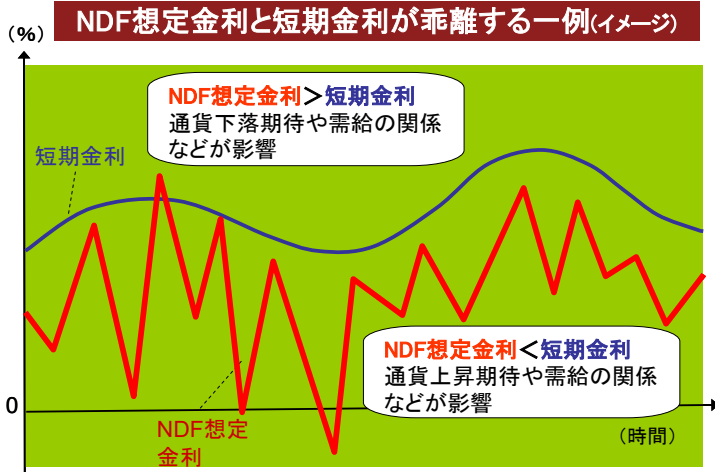 NDF想定金利と短期金利が乖離する一例(イメージ)
(%)
NDF想定金利＞短期金利
通貨下落期待や需給の関係
などが影響
短期金利
NDF想定金利＜短期金利
通貨上昇期待や需給の関係
などが影響
0
NDF想定
金利
(時間)